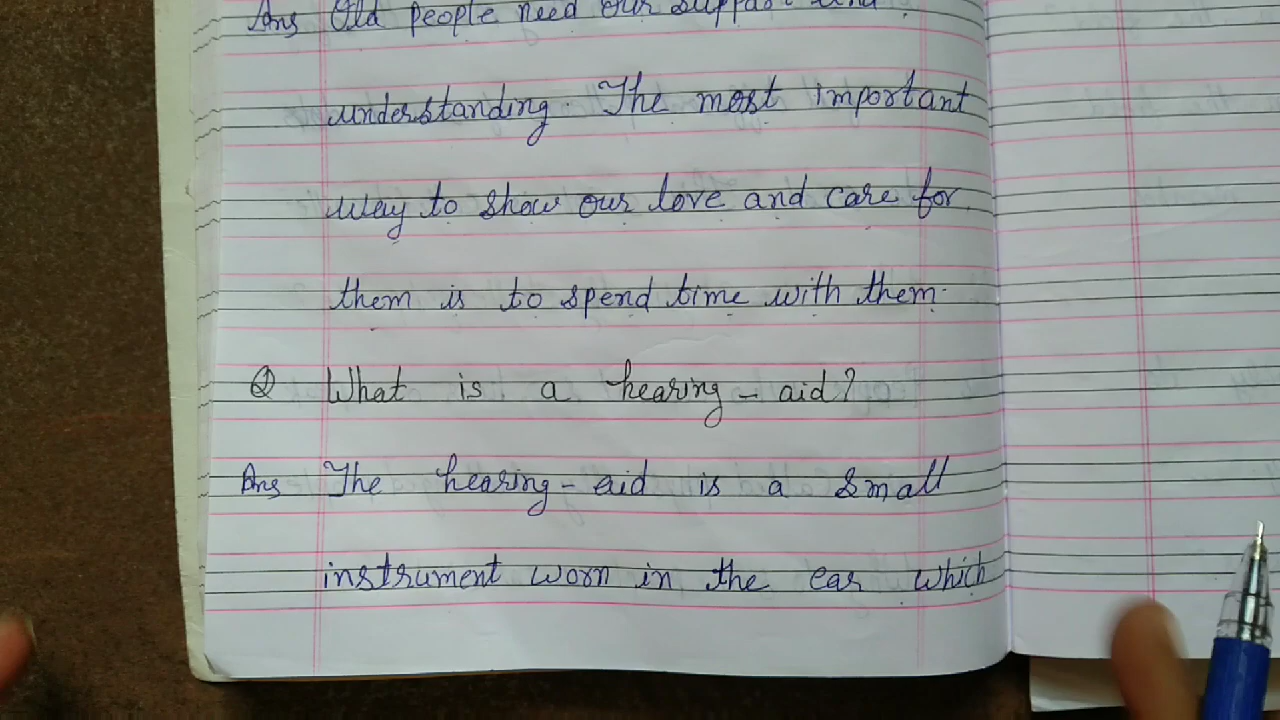 Ans Old people need our support and
understanding. The most important
way to show our love and care for
them is to spend time with them.
Q What is a hearing-aid?
Ans The hearing-aid is a small
instrument worn in the ear which